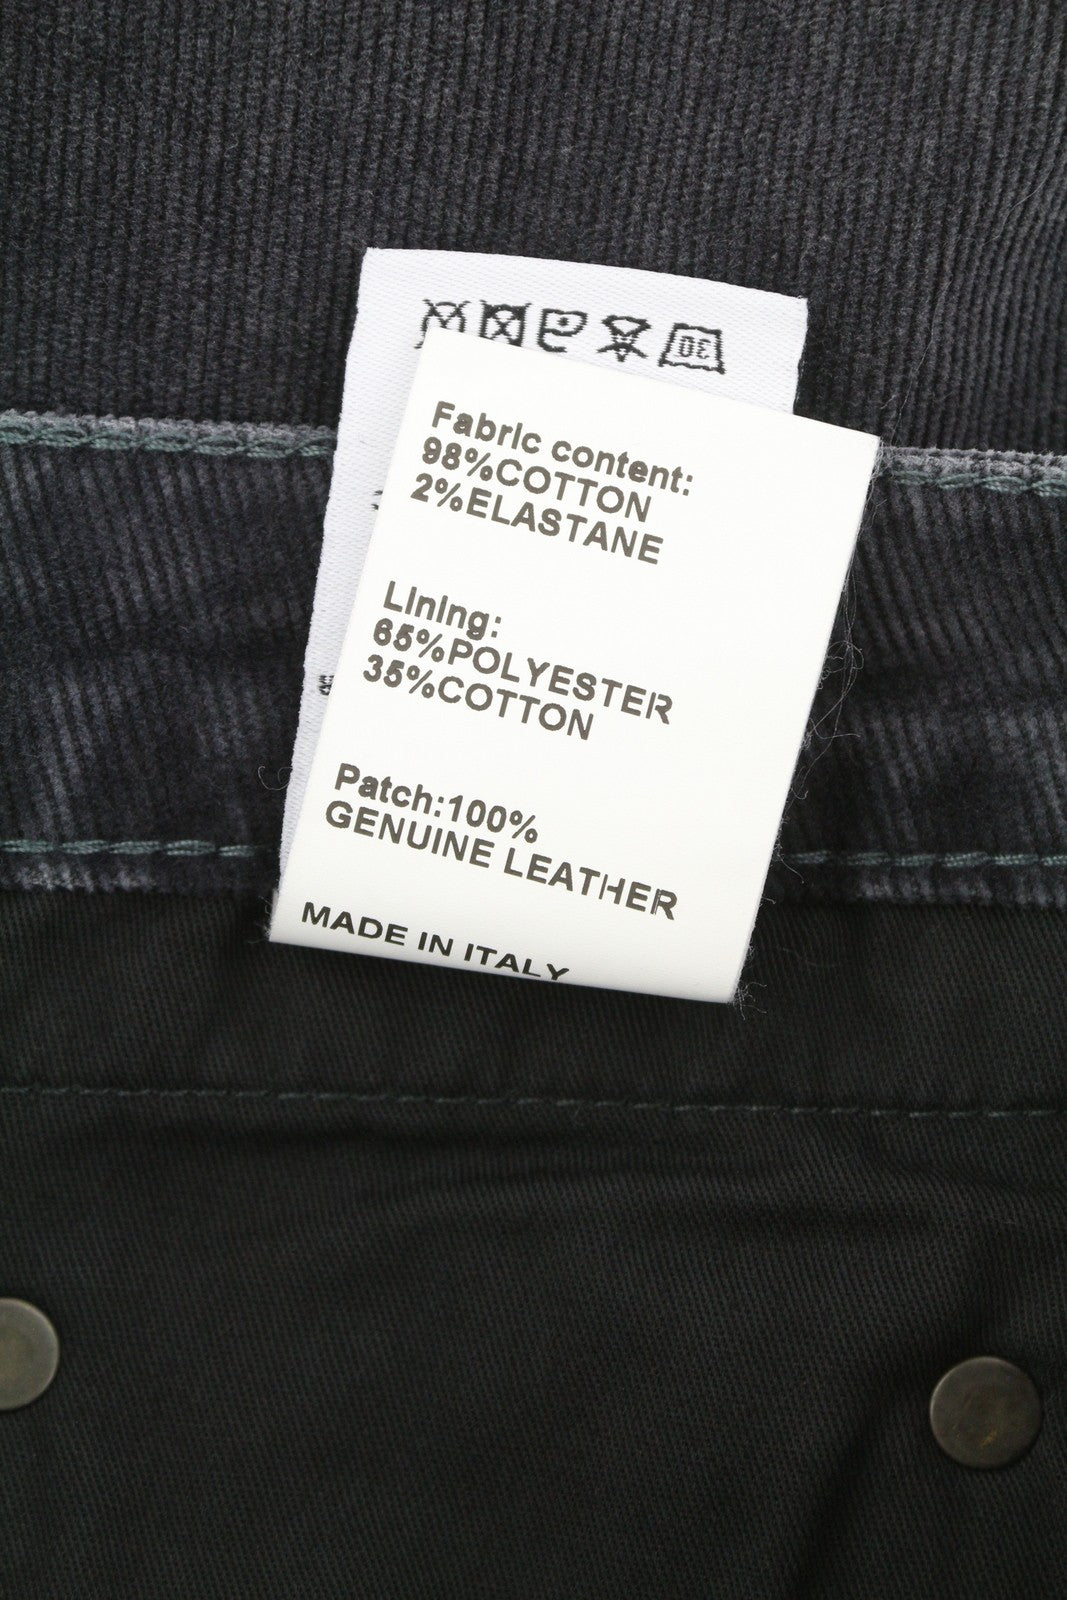 Fabric content:
98%COTTON
2%ELASTANE
Lining:
65%POLYESTER
35%COTTON
Patch:100%
GENUINE LEATHER
MADE IN ITALY